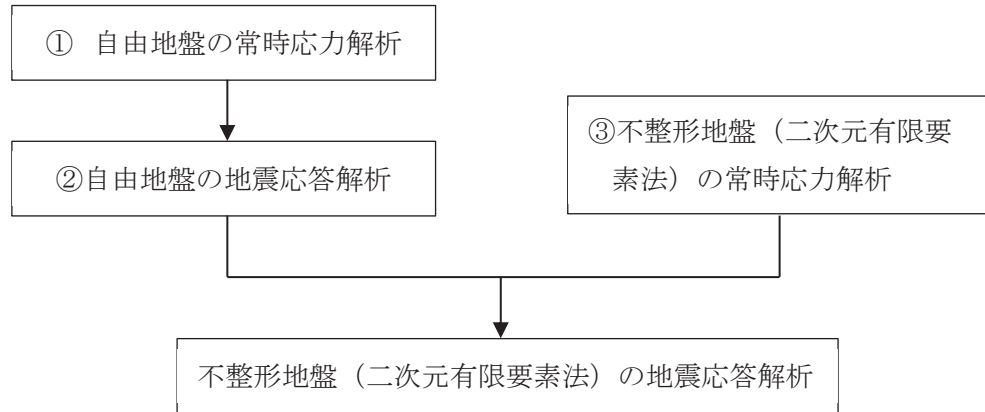 ① 自由地盤の常時応力解析
②自由地盤の地震応答解析
③不整形地盤（二次元有限要
素法）の常時応力解析
不整形地盤（二次元有限要素法）の地震応答解析